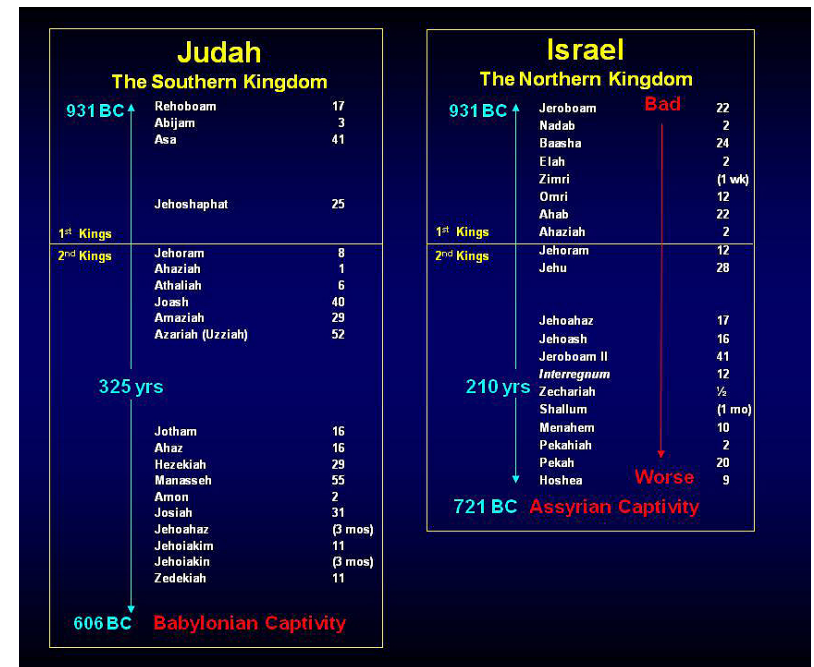 Judah
The Southern Kingdom
931 BC
Rehoboam 17
Abijam 3
Asa 41
Jehoshaphat 25
1st Kings
2nd Kings
Jehoram 8
Ahaziah 1
Athaliah 6
Joash 40
Amaziah 29
Azariah (Uzziah) 52
325 yrs
Jotham 16
Ahaz 16
Hezekiah 29
Manasseh 55
Amon 2
Josiah 31
Jehoahaz (3 mos)
Jehoiakim 11
Jehoiakin (3 mos)
Zedekiah 11
606 BC Babylonian Captivity
Israel
The Northern Kingdom
931 BC
Bad
Jeroboam 22
Nadab 2
Baasha 24
Elah 2
Zimri (1 wk)
Omri 12
Ahab 22
Ahaziah 2
1st Kings
2nd Kings
Jehoram 12
Jehu 28
Jehoahaz 17
Jehoash 16
Jeroboam II 41
Interregnum 12
210 yrs
Zechariah ½
Shallum (1 mo)
Menahem 10
Pekahiah 2
Pekah 20
Worse
Hoshea 9
721 BC Assyrian Captivity